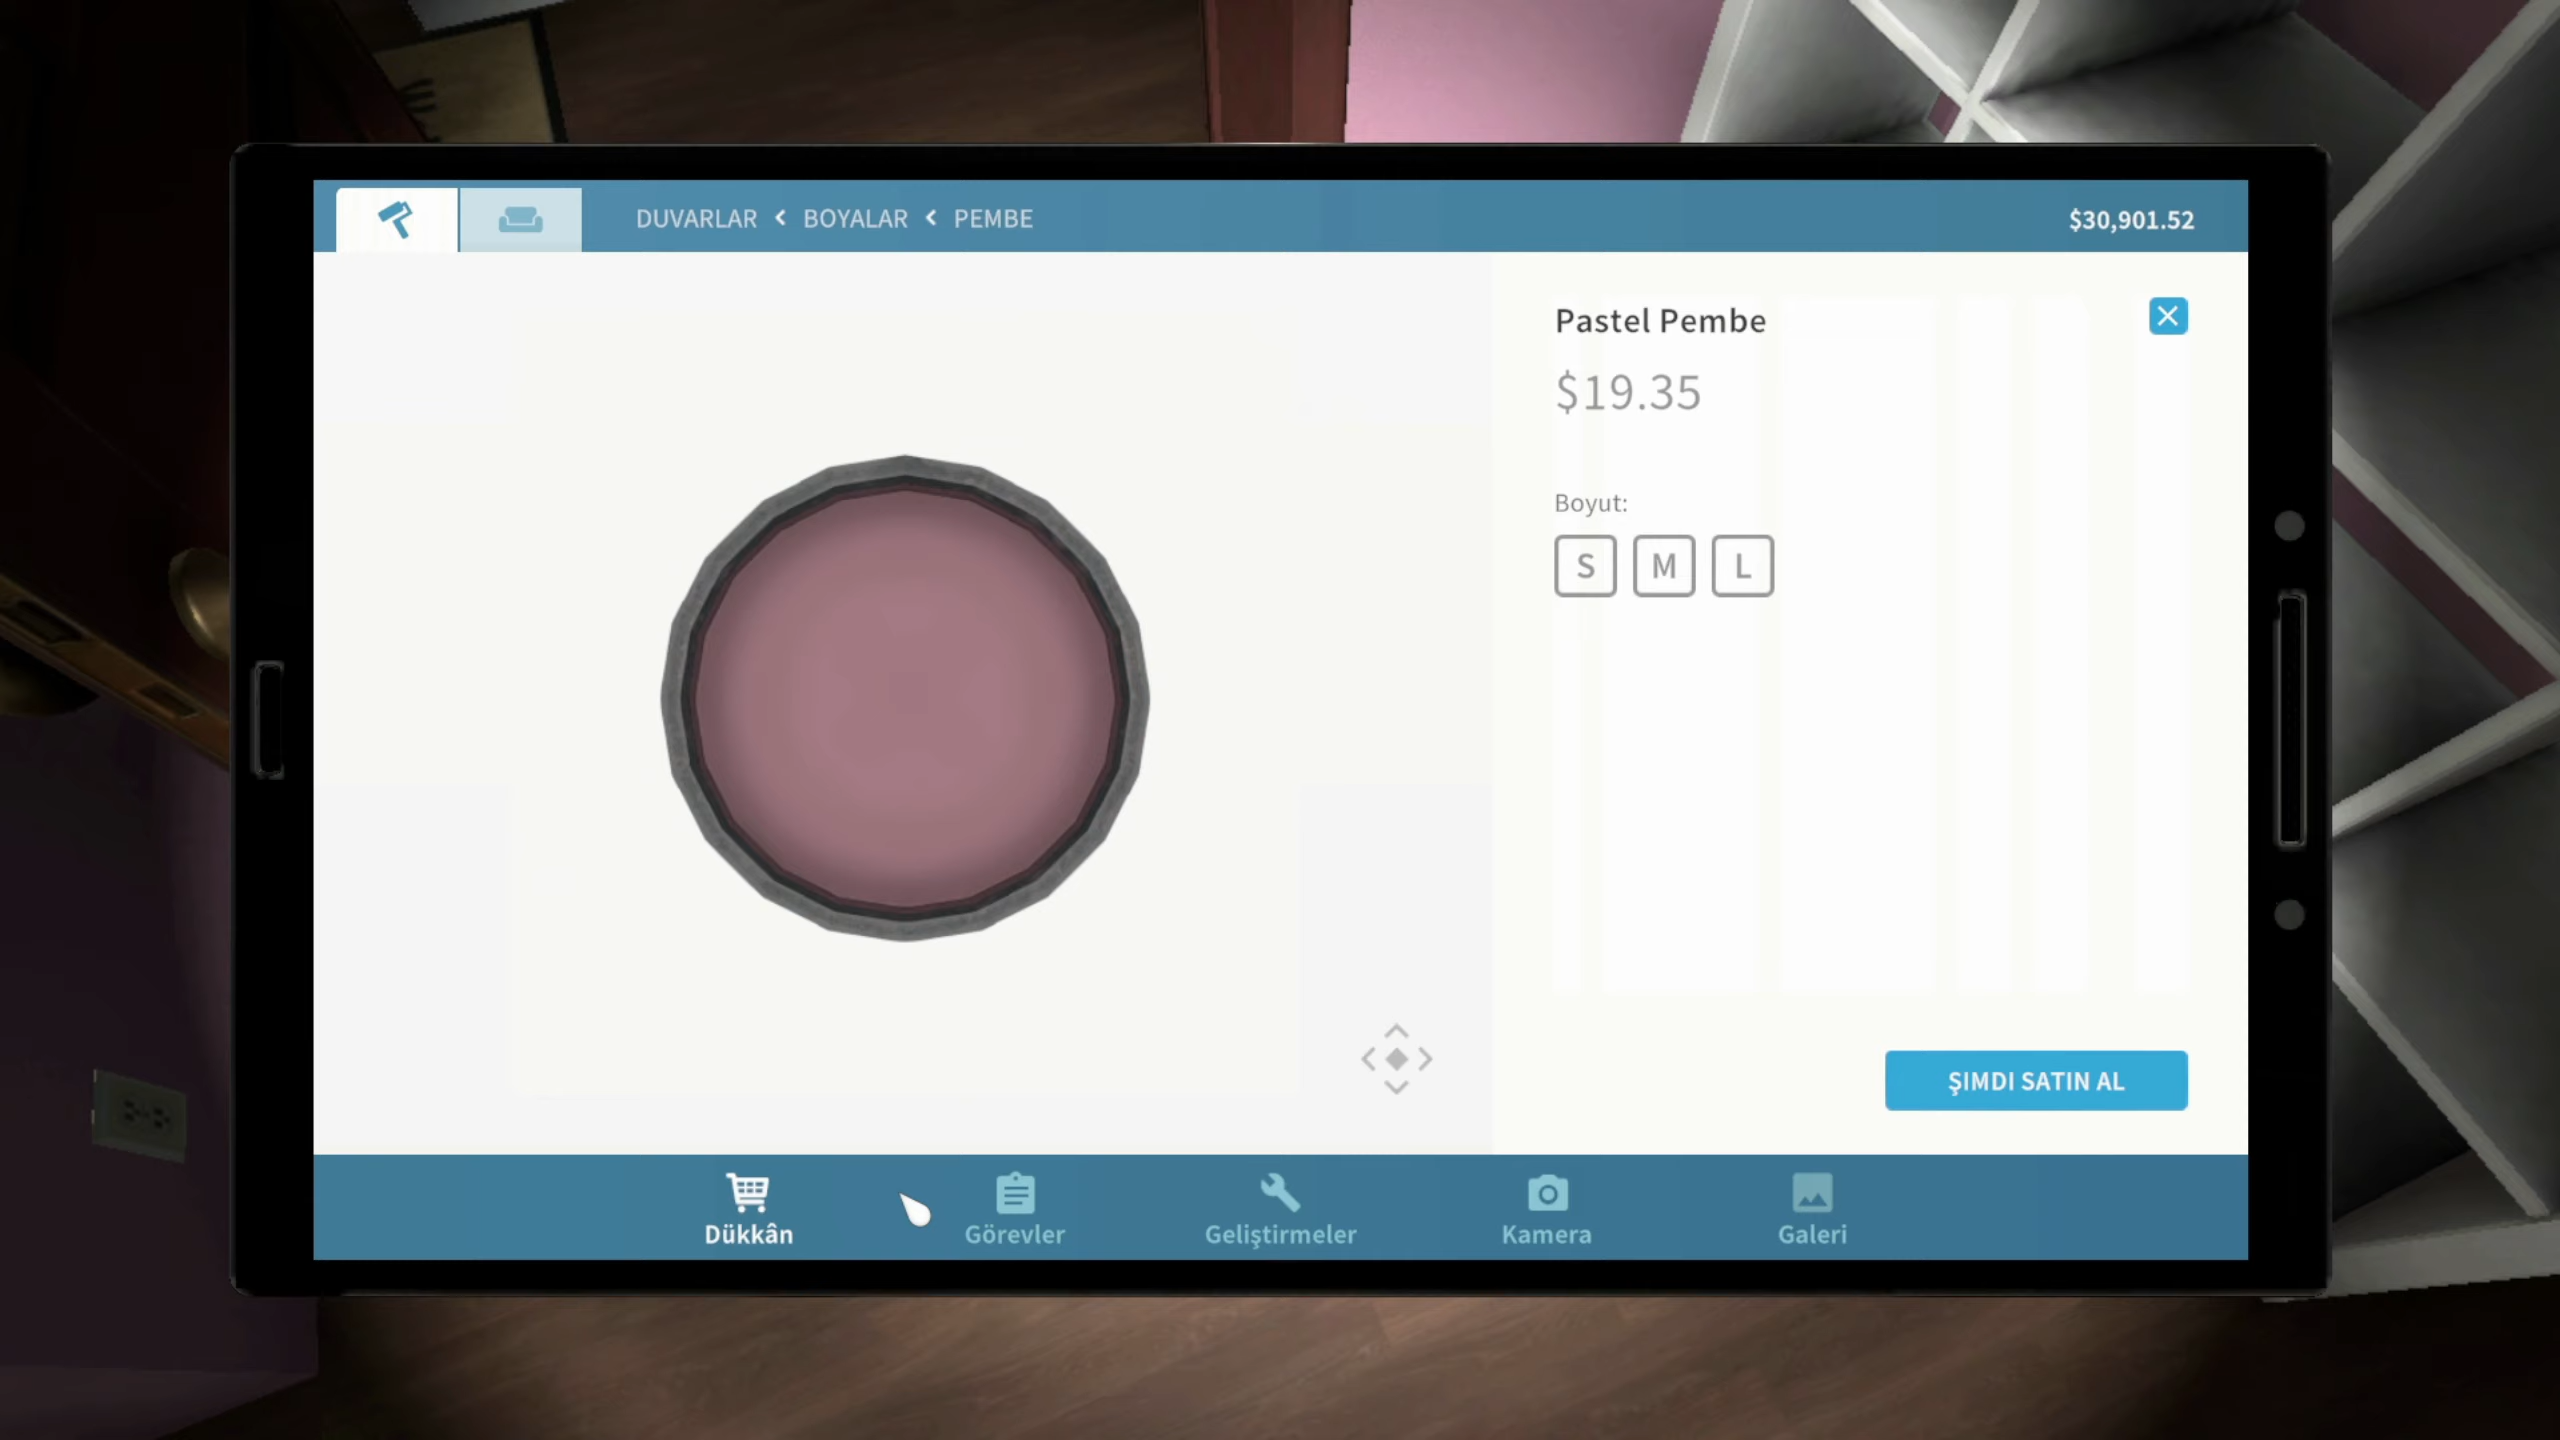 DUVARLAR < BOYALAR < PEMBE
$30,901.52
Pastel Pembe
$19.35
Boyut:
S M L
ŞIMDI SATIN AL
Dükkân Görevler Geliştirmeler Kamera Galeri